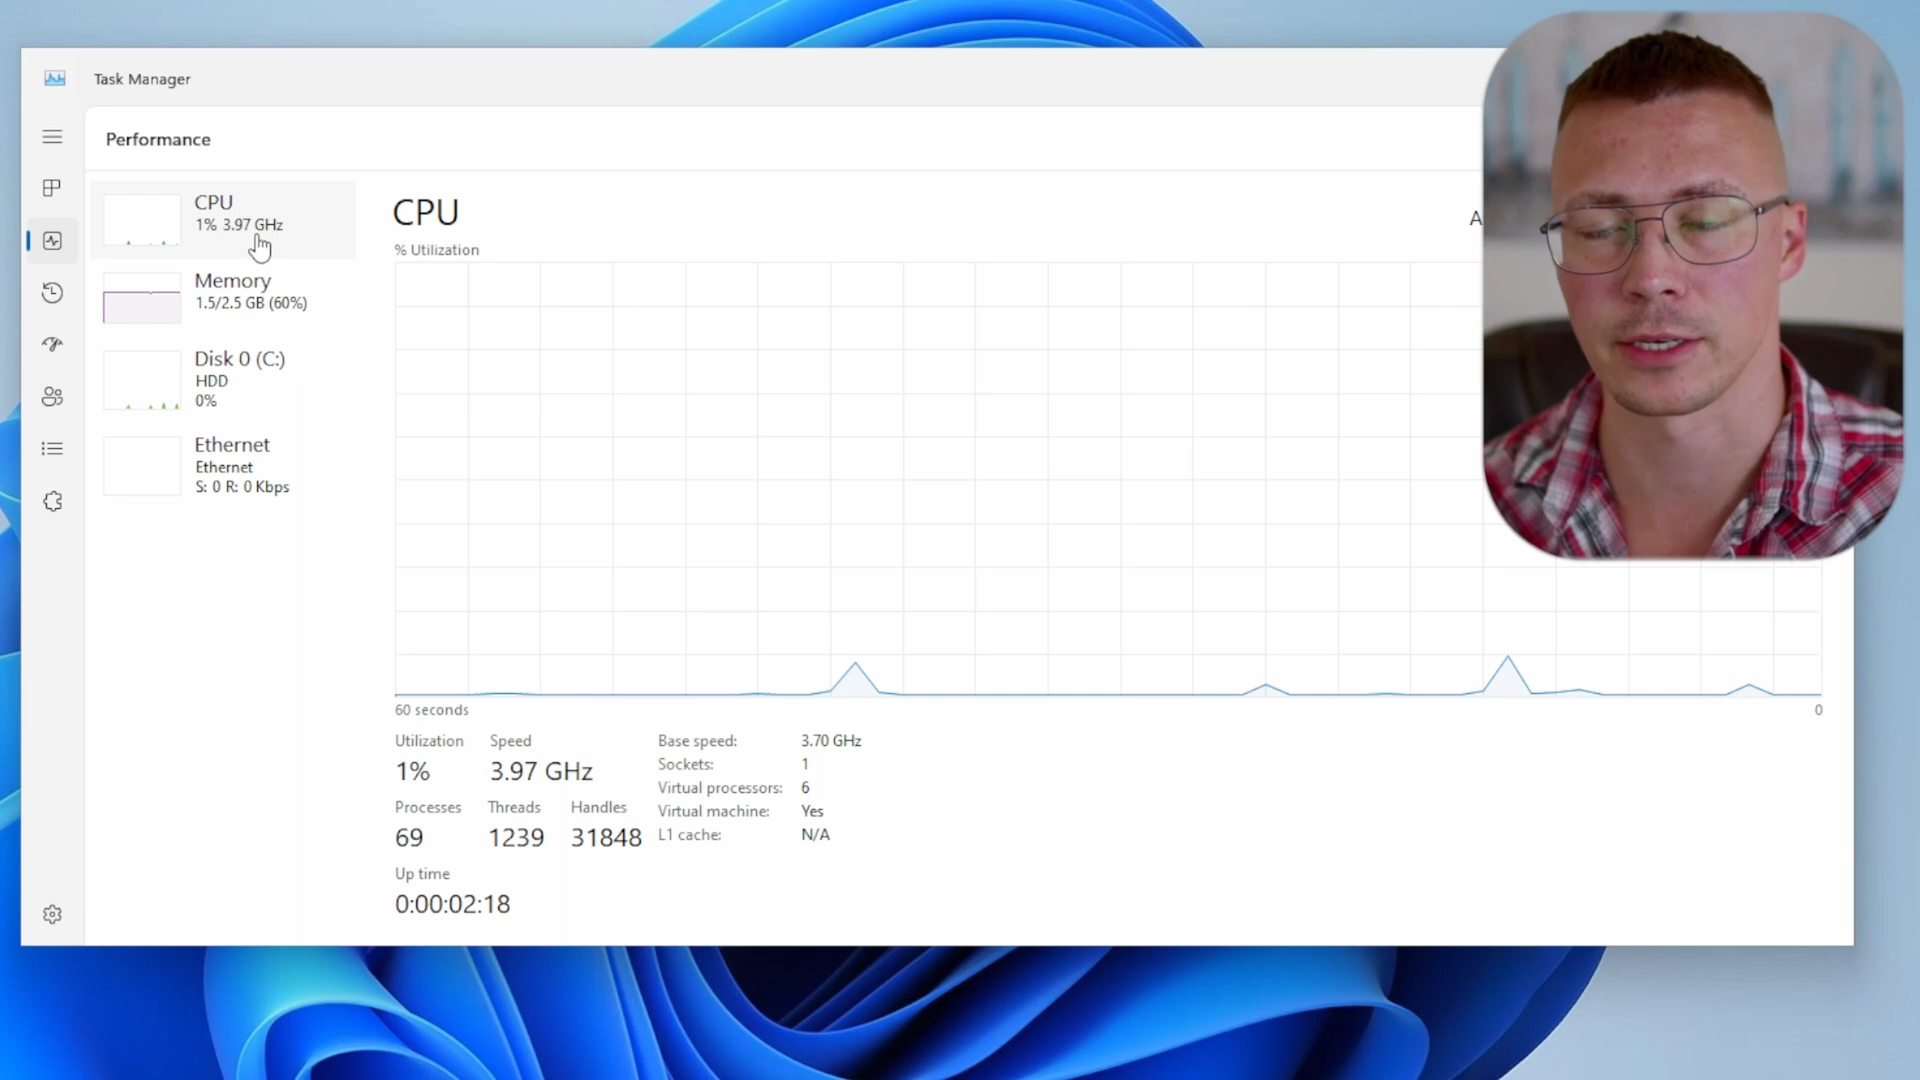 Task Manager
Performance
CPU
1% 3.97 GHz
Memory
1.5/2.5 GB (60%)
Disk 0 (C:)
HDD
0%
Ethernet
Ethernet
S: 0 R: 0 Kbps
CPU
A
% Utilization
60 seconds
0
Utilization
1%
Speed
3.97 GHz
Processes
69
Threads
1239
Handles
31848
Up time
0:00:02:18
Base speed: 3.70 GHz
Sockets: 1
Virtual processors: 6
Virtual machine: Yes
L1 cache: N/A